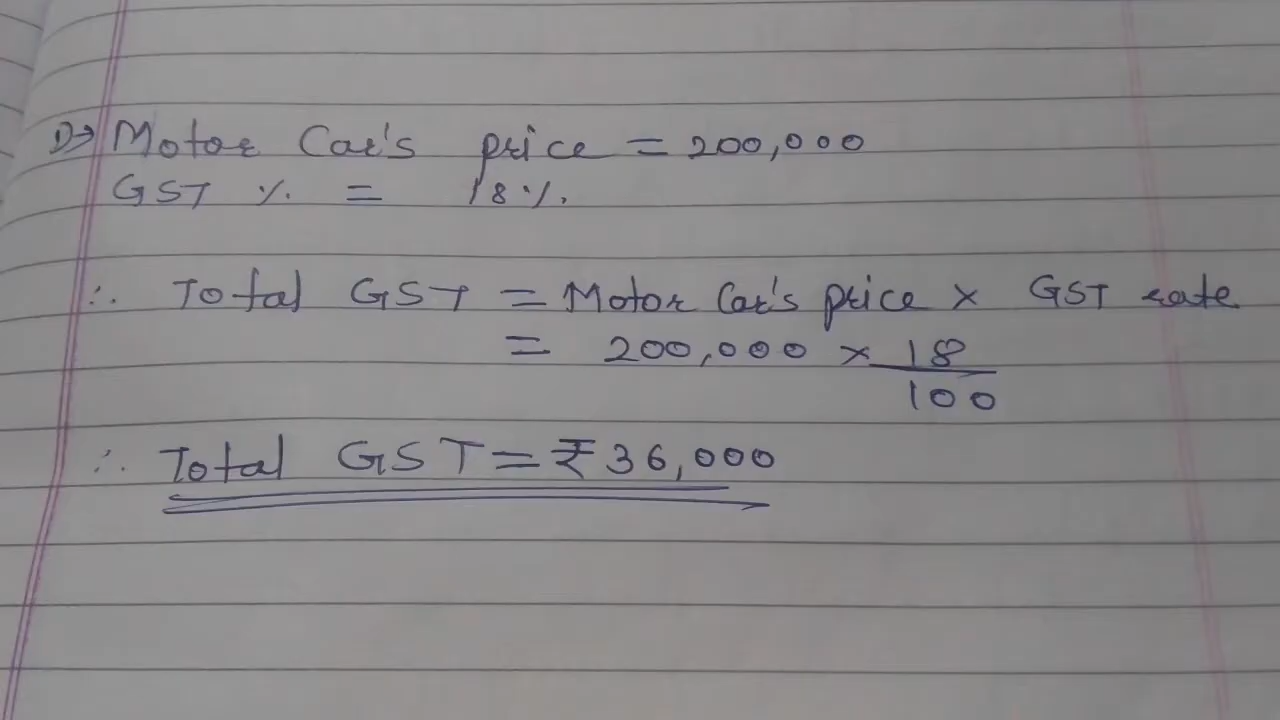 1)→ Motor Car's price = 200,000
GST % = 18%.
∴ Total GST = Motor Car's price × GST rate
= 200,000 × 18/100
∴ Total GST = ₹36,000